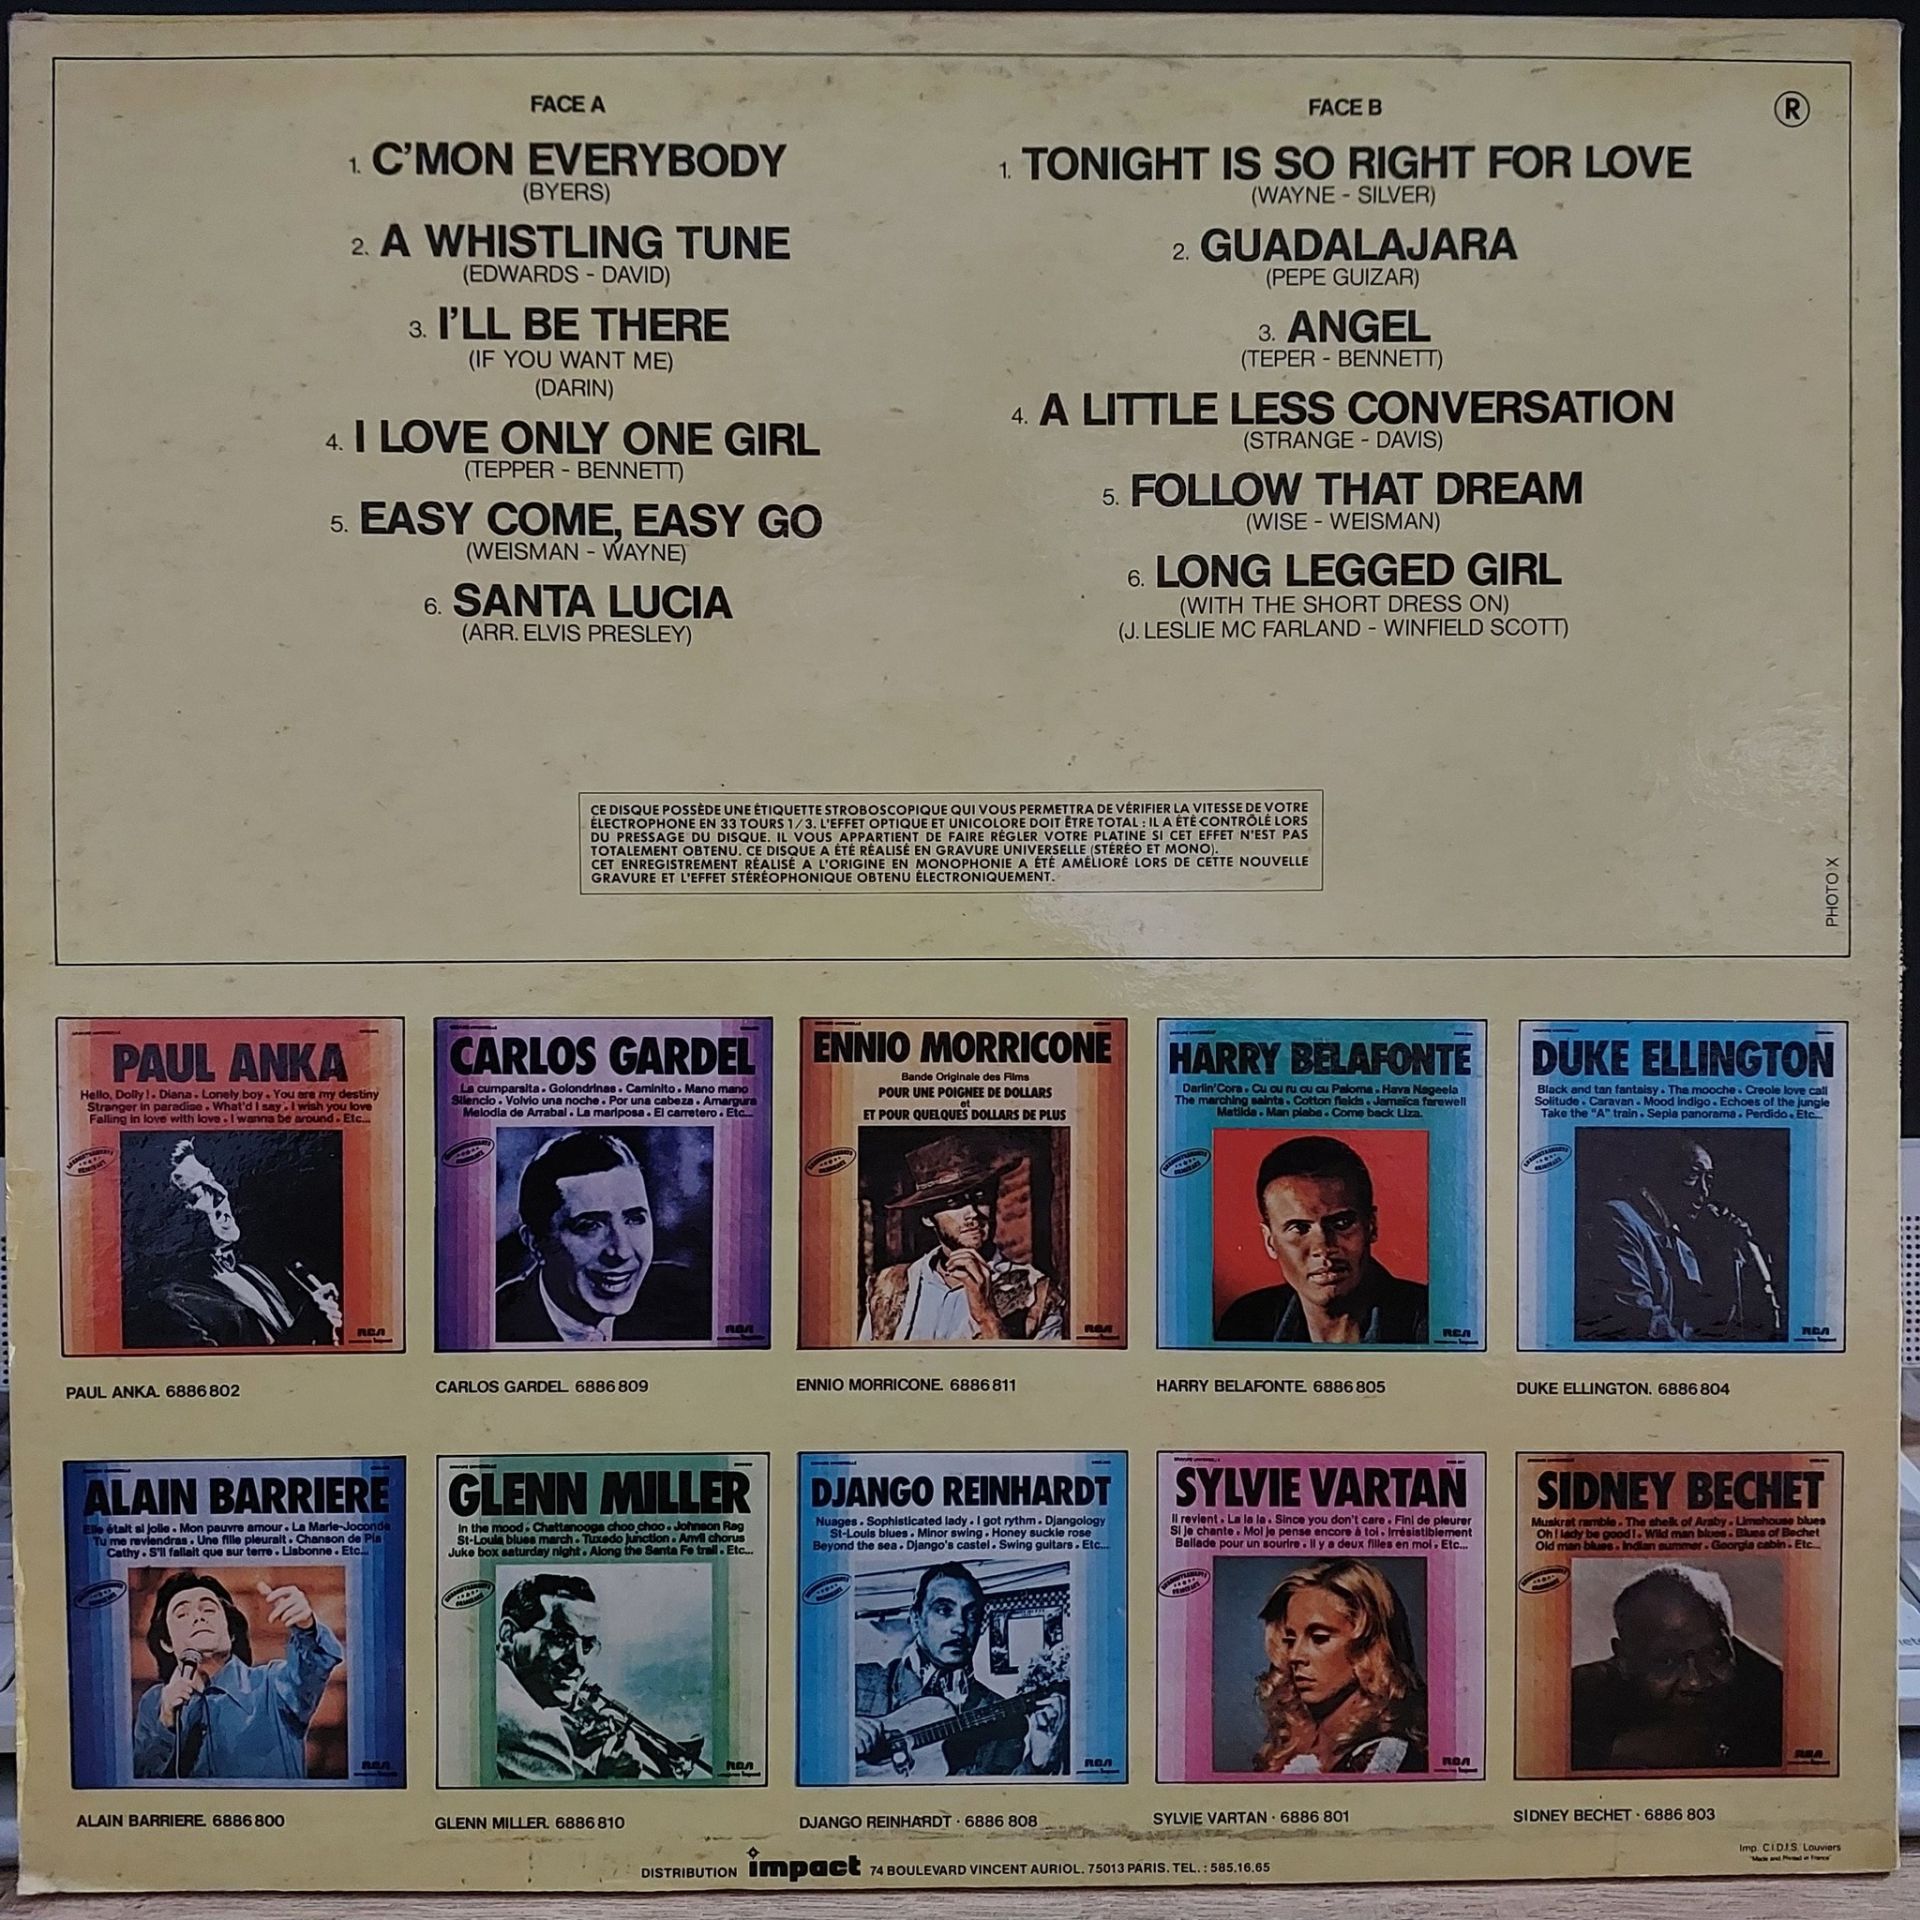 FACE A
1. C'MON EVERYBODY
(BYERS)
2. A WHISTLING TUNE
(EDWARDS - DAVID)
3. I'LL BE THERE
(IF YOU WANT ME)
(DARIN)
4. I LOVE ONLY ONE GIRL
(TEPPER - BENNETT)
5. EASY COME, EASY GO
(WEISMAN - WAYNE)
6. SANTA LUCIA
(ARR. ELVIS PRESLEY)
FACE B
1. TONIGHT IS SO RIGHT FOR LOVE
(WAYNE - SILVER)
2. GUADALAJARA
(PEPE GUIZAR)
3. ANGEL
(TEPER - BENNETT)
4. A LITTLE LESS CONVERSATION
(STRANGE - DAVIS)
5. FOLLOW THAT DREAM
(WISE - WEISMAN)
6. LONG LEGGED GIRL
(WITH THE SHORT DRESS ON)
(J. LESLIE MC FARLAND - WINFIELD SCOTT)
®
CE DISQUE POSSÈDE UNE ÉTIQUETTE STROBOSCOPIQUE QUI VOUS PERMETTRA DE VÉRIFIER LA VITESSE DE VOTRE
ÉLECTROPHONE EN 33 TOURS 1/3. L'EFFET OPTIQUE ET UNICOLORE DOIT ÊTRE TOTAL : IL A ÉTÉ CONTRÔLÉ LORS
DU PRESSAGE DU DISQUE. IL VOUS APPARTIENT DE FAIRE RÉGLER VOTRE PLATINE SI CET EFFET N'EST PAS
TOTALEMENT OBTENU. CE DISQUE A ÉTÉ RÉALISÉ EN GRAVURE UNIVERSELLE (STÉRÉO ET MONO).
CET ENREGISTREMENT RÉALISÉ A L'ORIGINE EN MONOPHONIE A ÉTÉ AMÉLIORÉ LORS DE CETTE NOUVELLE
GRAVURE ET L'EFFET STÉRÉOPHONIQUE OBTENU ÉLECTRONIQUEMENT.
PHOTO X
PAUL ANKA
Hello, Dolly! • Diana • Lonely boy • You are my destiny
Stranger in paradise • What'd I say • I wish you love
Falling in love with love • I wanna be around • Etc...
RCA
PAUL ANKA. 6886 802
CARLOS GARDEL
La cumparsita • Golondrinas • Caminito • Mano mano
Silencio • Volvio una noche • Por una cabeza • Amargura
Melodia de Arrabal • La mariposa • El carretero • Etc...
RCA
CARLOS GARDEL. 6886 809
ENNIO MORRICONE
Bande Originale des Films
POUR UNE POIGNEE DE DOLLARS
et
ET POUR QUELQUES DOLLARS DE PLUS
RCA
ENNIO MORRICONE. 6886 811
HARRY BELAFONTE
Darlin'Cora • Cu cu ru cu cu Paloma • Hava Nageela
The marching saints • Cotton fields • Jamaica farewell
Matilda • Man piaba • Come back Liza.
RCA
HARRY BELAFONTE. 6886 805
DUKE ELLINGTON
Black and tan fantaisy • The mooche • Creole love call
Solitude • Caravan • Mood Indigo • Echoes of the jungle
Take the "A" train • Sepia panorama • Perdido • Etc...
RCA
DUKE ELLINGTON. 6886 804
ALAIN BARRIERE
Elle était si jolie • Mon pauvre amour • La Marie-Joconde
Tu me reviendras • Une fille pleurait • Chanson de Pia
Cathy • S'il fallait que sur terre • Lisbonne • Etc...
RCA
ALAIN BARRIERE. 6886 800
GLENN MILLER
In the mood • Chattanooga choo choo • Johnson Rag
St-Louis blues march • Tuxedo junction • Anvil chorus
Juke box saturday night • Along the Santa Fe trail • Etc...
RCA
GLENN MILLER. 6886 810
DJANGO REINHARDT
Nuages • Sophisticated lady • I got rythm • Djangology
St-Louis blues • Minor swing • Honey suckle rose
Beyond the sea • Django's castel • Swing guitars • Etc...
RCA
DJANGO REINHARDT · 6886 808
SYLVIE VARTAN
Il revient • La la la • Since you don't care • Fini de pleurer
Si je chante • Moi je pense encore à toi • Irrésistiblement
Ballade pour un sourire • Il y a deux filles en moi • Etc...
RCA
SYLVIE VARTAN · 6886 801
SIDNEY BECHET
Muskrat ramble • The sheik of Araby • Limehouse blues
Oh! lady be good! • Wild man blues • Blues of Bechet
Old man blues • Indian summer • Georgia cabin • Etc...
RCA
SIDNEY BECHET · 6886 803
DISTRIBUTION impact 74 BOULEVARD VINCENT AURIOL. 75013 PARIS. TEL. : 585.16.65
Imp. C.I.D.I.S. Louviers
"Made and Printed in France"